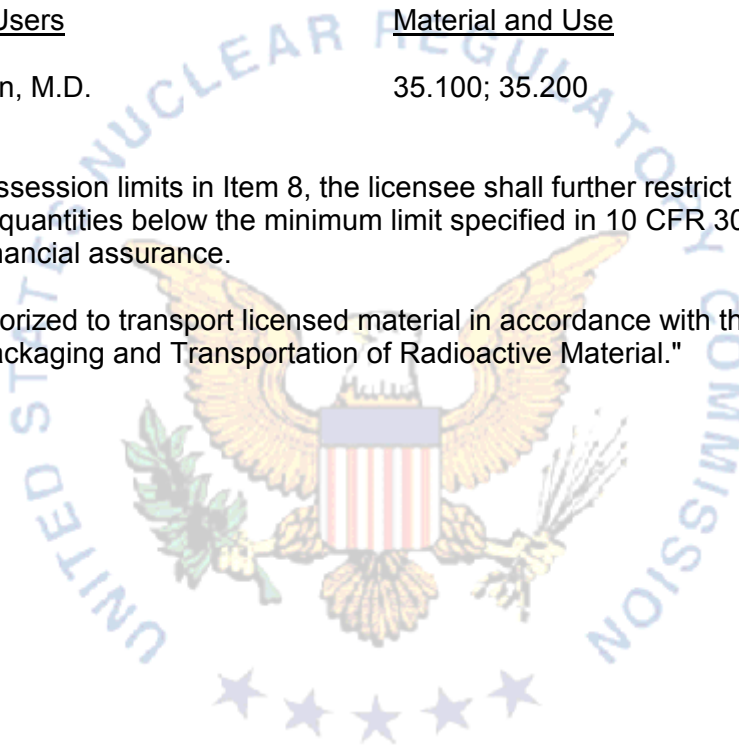 Users Material and Use
n, M.D. 35.100; 35.200
ssession limits in Item 8, the licensee shall further restrict
quantities below the minimum limit specified in 10 CFR 30
nancial assurance.
orized to transport licensed material in accordance with th
ackaging and Transportation of Radioactive Material."
UNITED STATES NUCLEAR REGULATORY COMMISSION